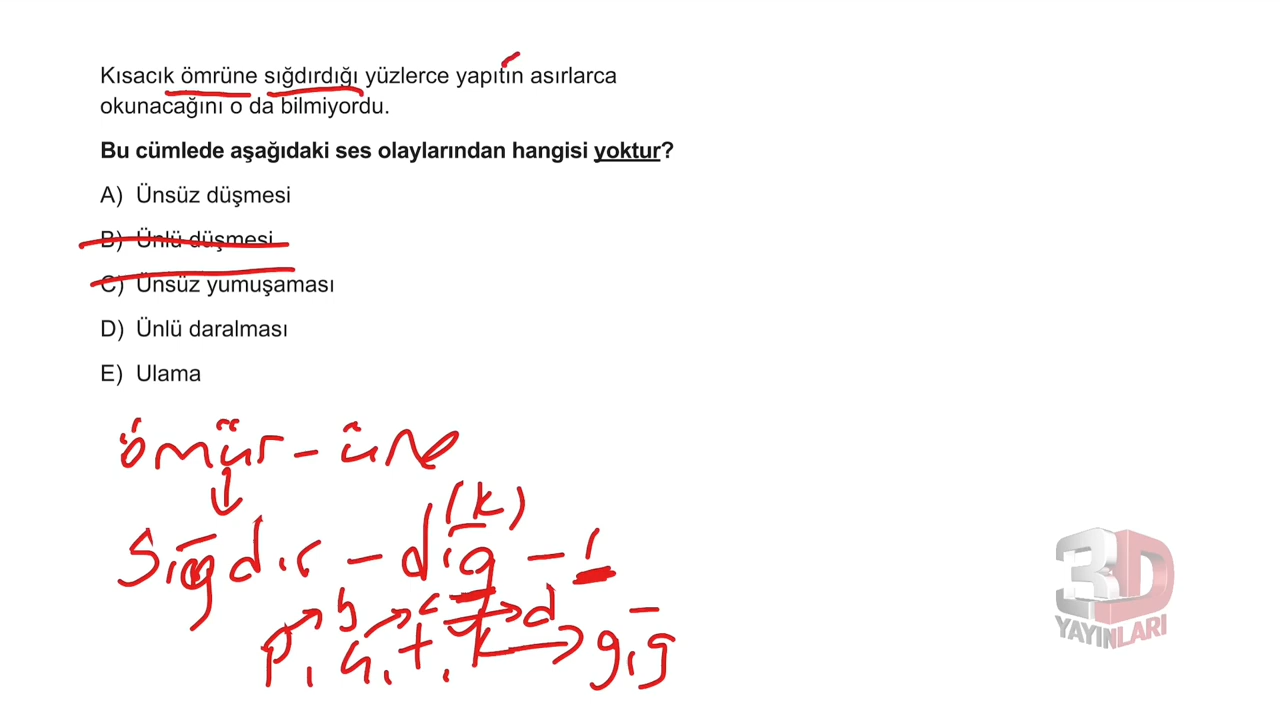 Kısacık ömrüne sığdırdığı yüzlerce yapıtın asırlarca
okunacağını o da bilmiyordu.
Bu cümlede aşağıdaki ses olaylarından hangisi yoktur?
A) Ünsüz düşmesi
B) Ünlü düşmesi
C) Ünsüz yumuşaması
D) Ünlü daralması
E) Ulama
ömür - üne
(k)
Sığdır - dığ - ı
b c d
p, ç, t, k g, ğ
3D
YAYINLARI